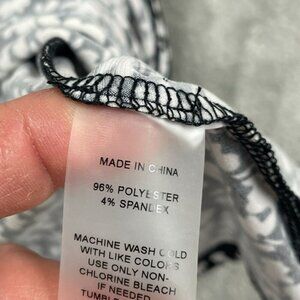 MADE IN CHINA
96% POLYESTER
4% SPANDEX
MACHINE WASH COLD
WITH LIKE COLORS
USE ONLY NON-
CHLORINE BLEACH
IF NEEDED
TUMBLE